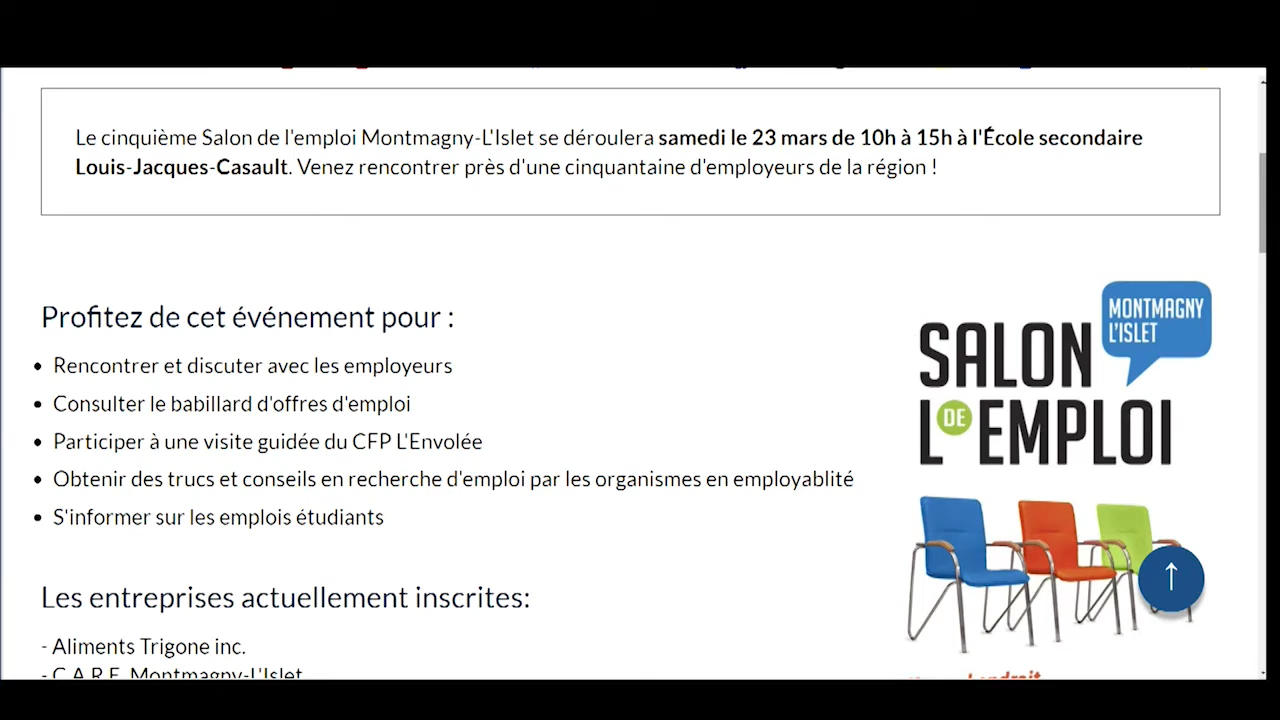 Le cinquième Salon de l'emploi Montmagny-L'Islet se déroulera samedi le 23 mars de 10h à 15h à l'École secondaire
Louis-Jacques-Casault. Venez rencontrer près d'une cinquantaine d'employeurs de la région !
Profitez de cet événement pour :
• Rencontrer et discuter avec les employeurs
• Consulter le babillard d'offres d'emploi
• Participer à une visite guidée du CFP L'Envolée
• Obtenir des trucs et conseils en recherche d'emploi par les organismes en employablité
• S'informer sur les emplois étudiants
Les entreprises actuellement inscrites:
- Aliments Trigone inc.
- C.A.R.E. Montmagny-L'Islet
MONTMAGNY
L'ISLET
SALON
DE
L'EMPLOI